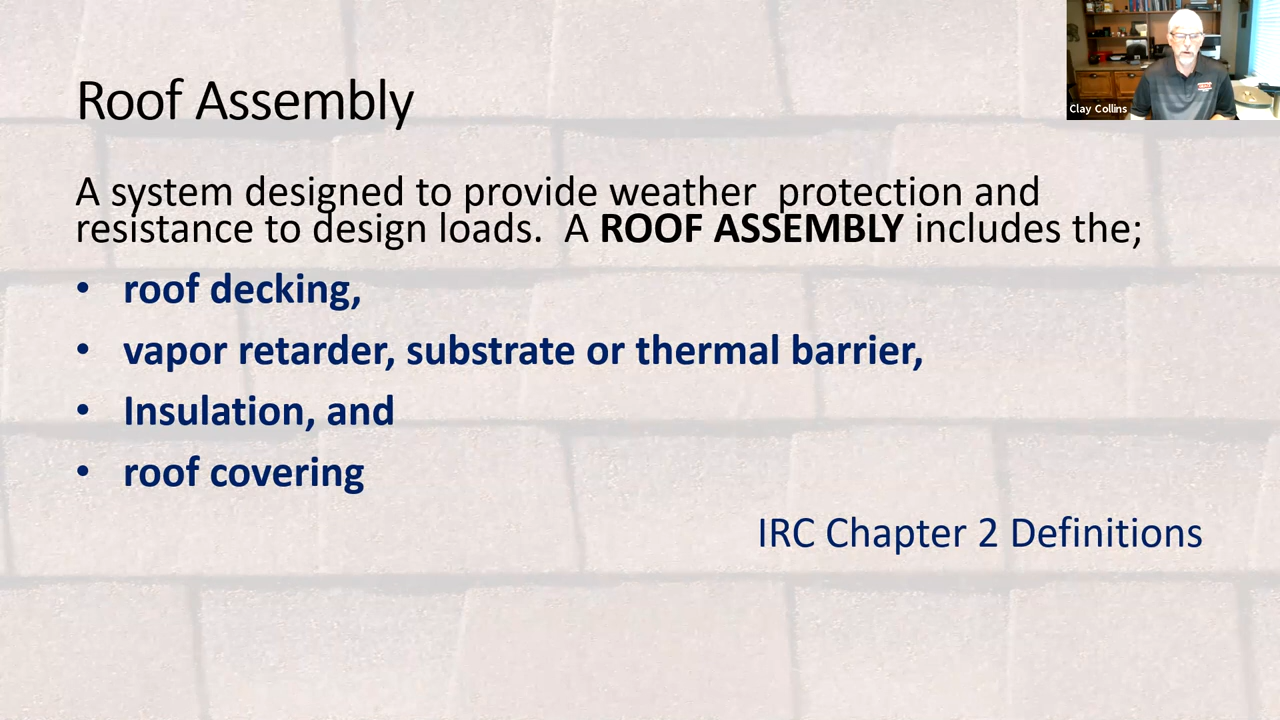 Roof Assembly
Clay Collins
A system designed to provide weather  protection and
resistance to design loads.  A ROOF ASSEMBLY includes the;
• roof decking,
• vapor retarder, substrate or thermal barrier,
• Insulation, and
• roof covering
IRC Chapter 2 Definitions